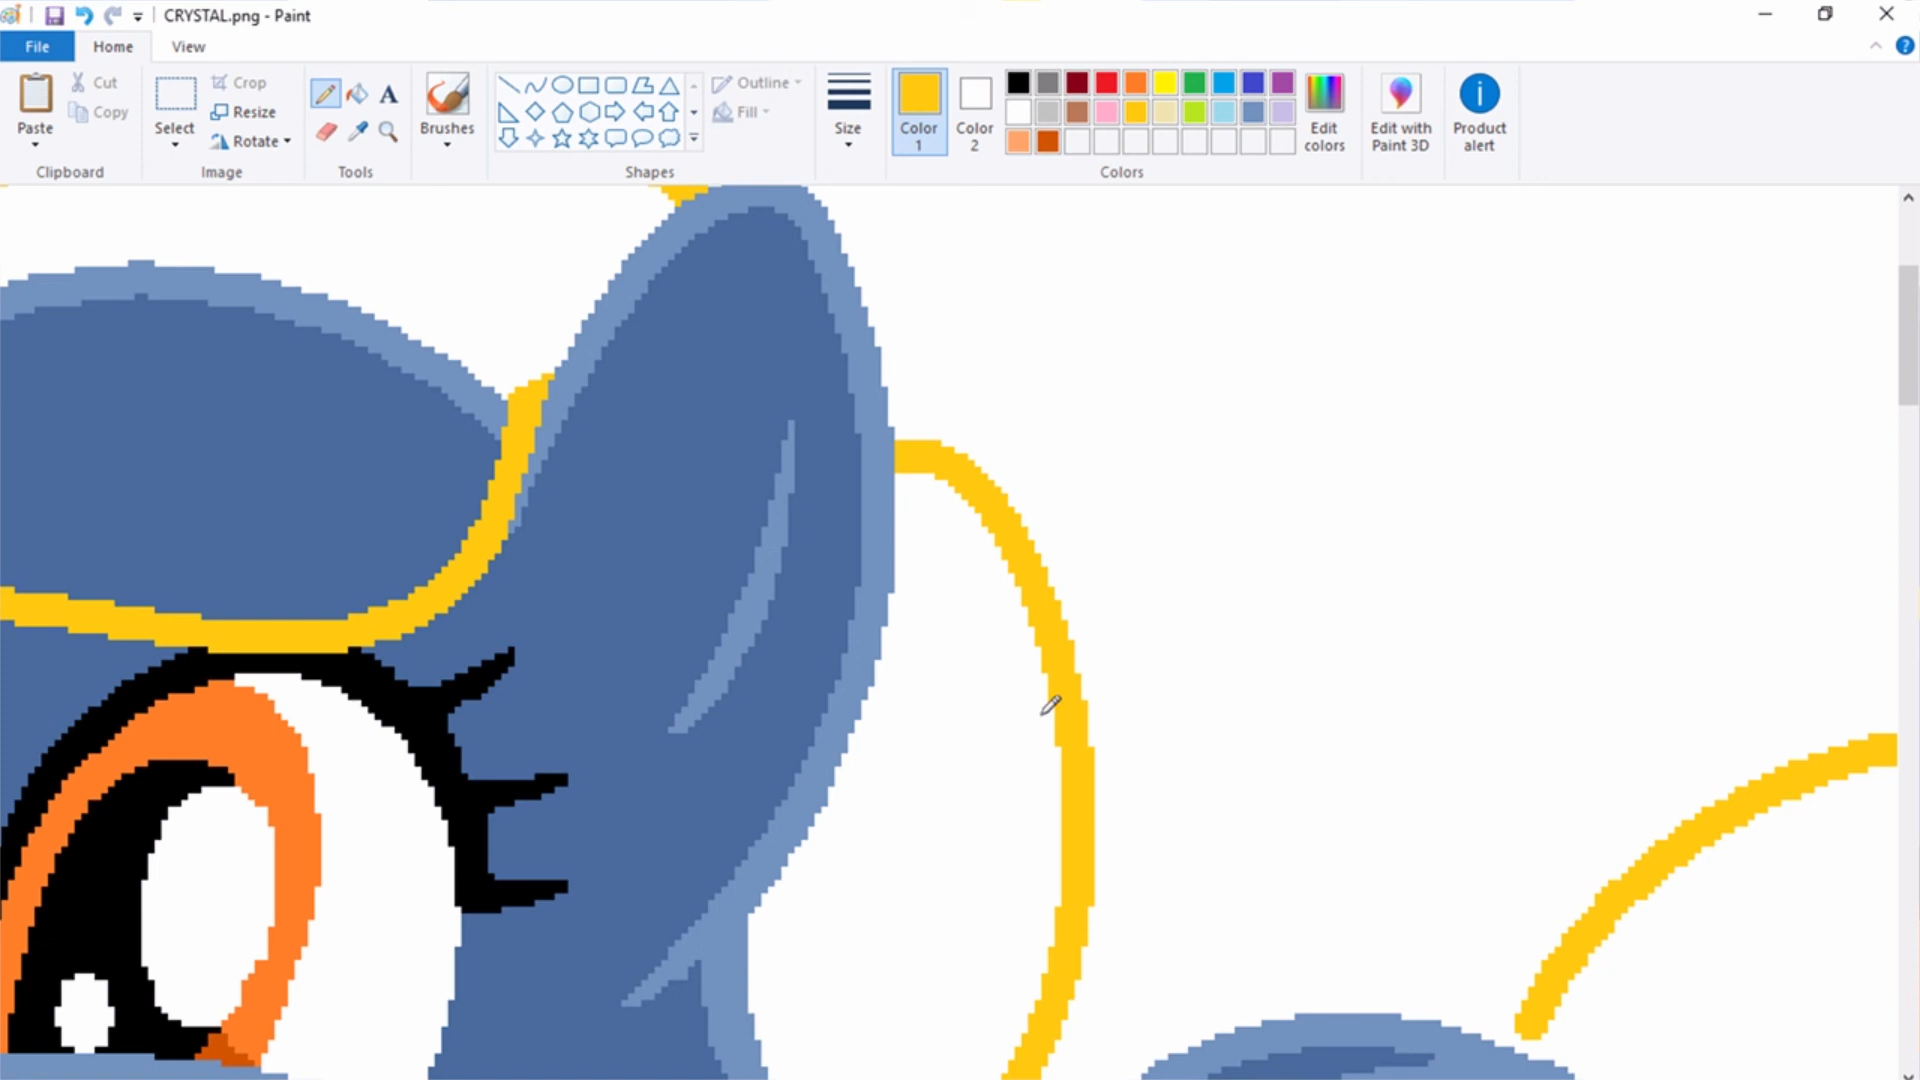 CRYSTAL.png - Paint
File Home View
Paste
Cut
Copy
Clipboard
Select
Crop
Resize
Rotate
Image
A
Tools
Brushes
Shapes
Outline
Fill
Size
Color
1
Color
2
Edit
colors
Colors
Edit with
Paint 3D
Product
alert